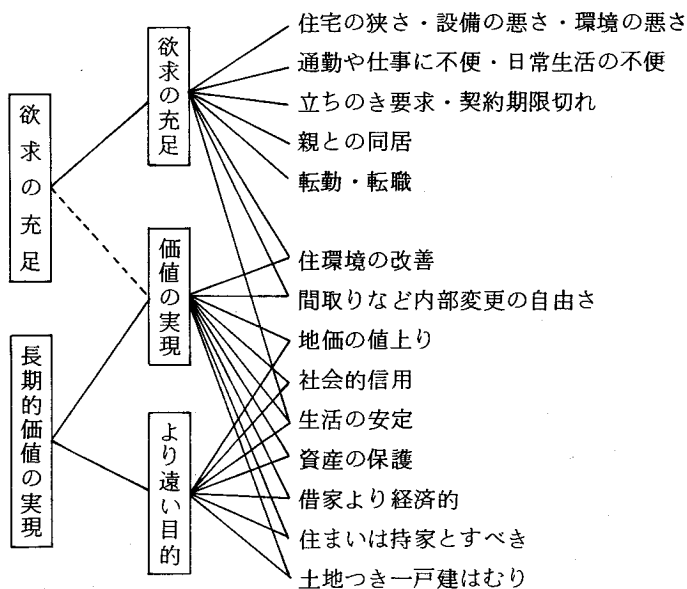 欲求の充足
長期的価値の実現
欲求の充足
価値の実現
より遠い目的
住宅の狭さ・設備の悪さ・環境の悪さ
通勤や仕事に不便・日常生活の不便
立ちのき要求・契約期限切れ
親との同居
転勤・転職
住環境の改善
間取りなど内部変更の自由さ
地価の値上り
社会的信用
生活の安定
資産の保護
借家より経済的
住まいは持家とすべき
土地つき一戸建はむり